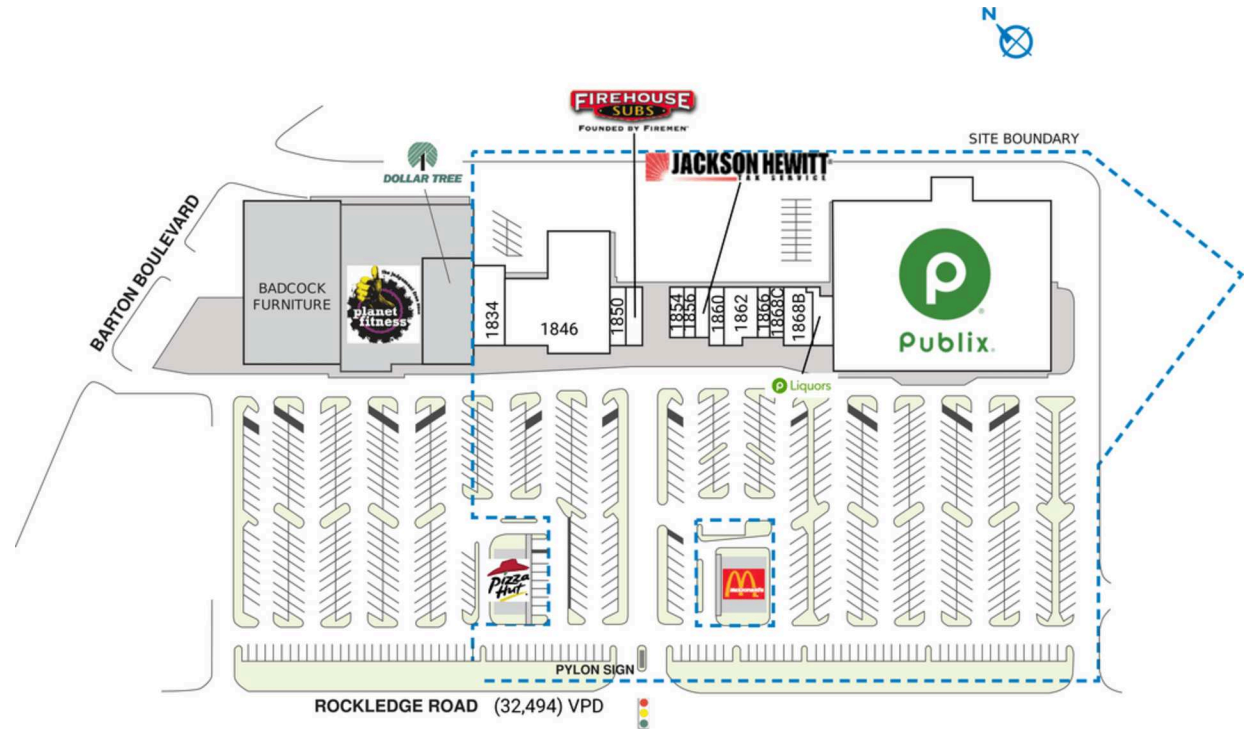 N
FIREHOUSE
SUBS
FOUNDED BY FIREMEN
SITE BOUNDARY
JACKSON HEWITT
TAX SERVICE
DOLLAR TREE
BARTON BOULEVARD
BADCOCK
FURNITURE
planet
fitness
1834
1846
1850
1854
1856
1860
1862
1866
1868C
1868B
P
Publix.
P Liquors
Pizza
Hut
PYLON SIGN
ROCKLEDGE ROAD (32,494) VPD